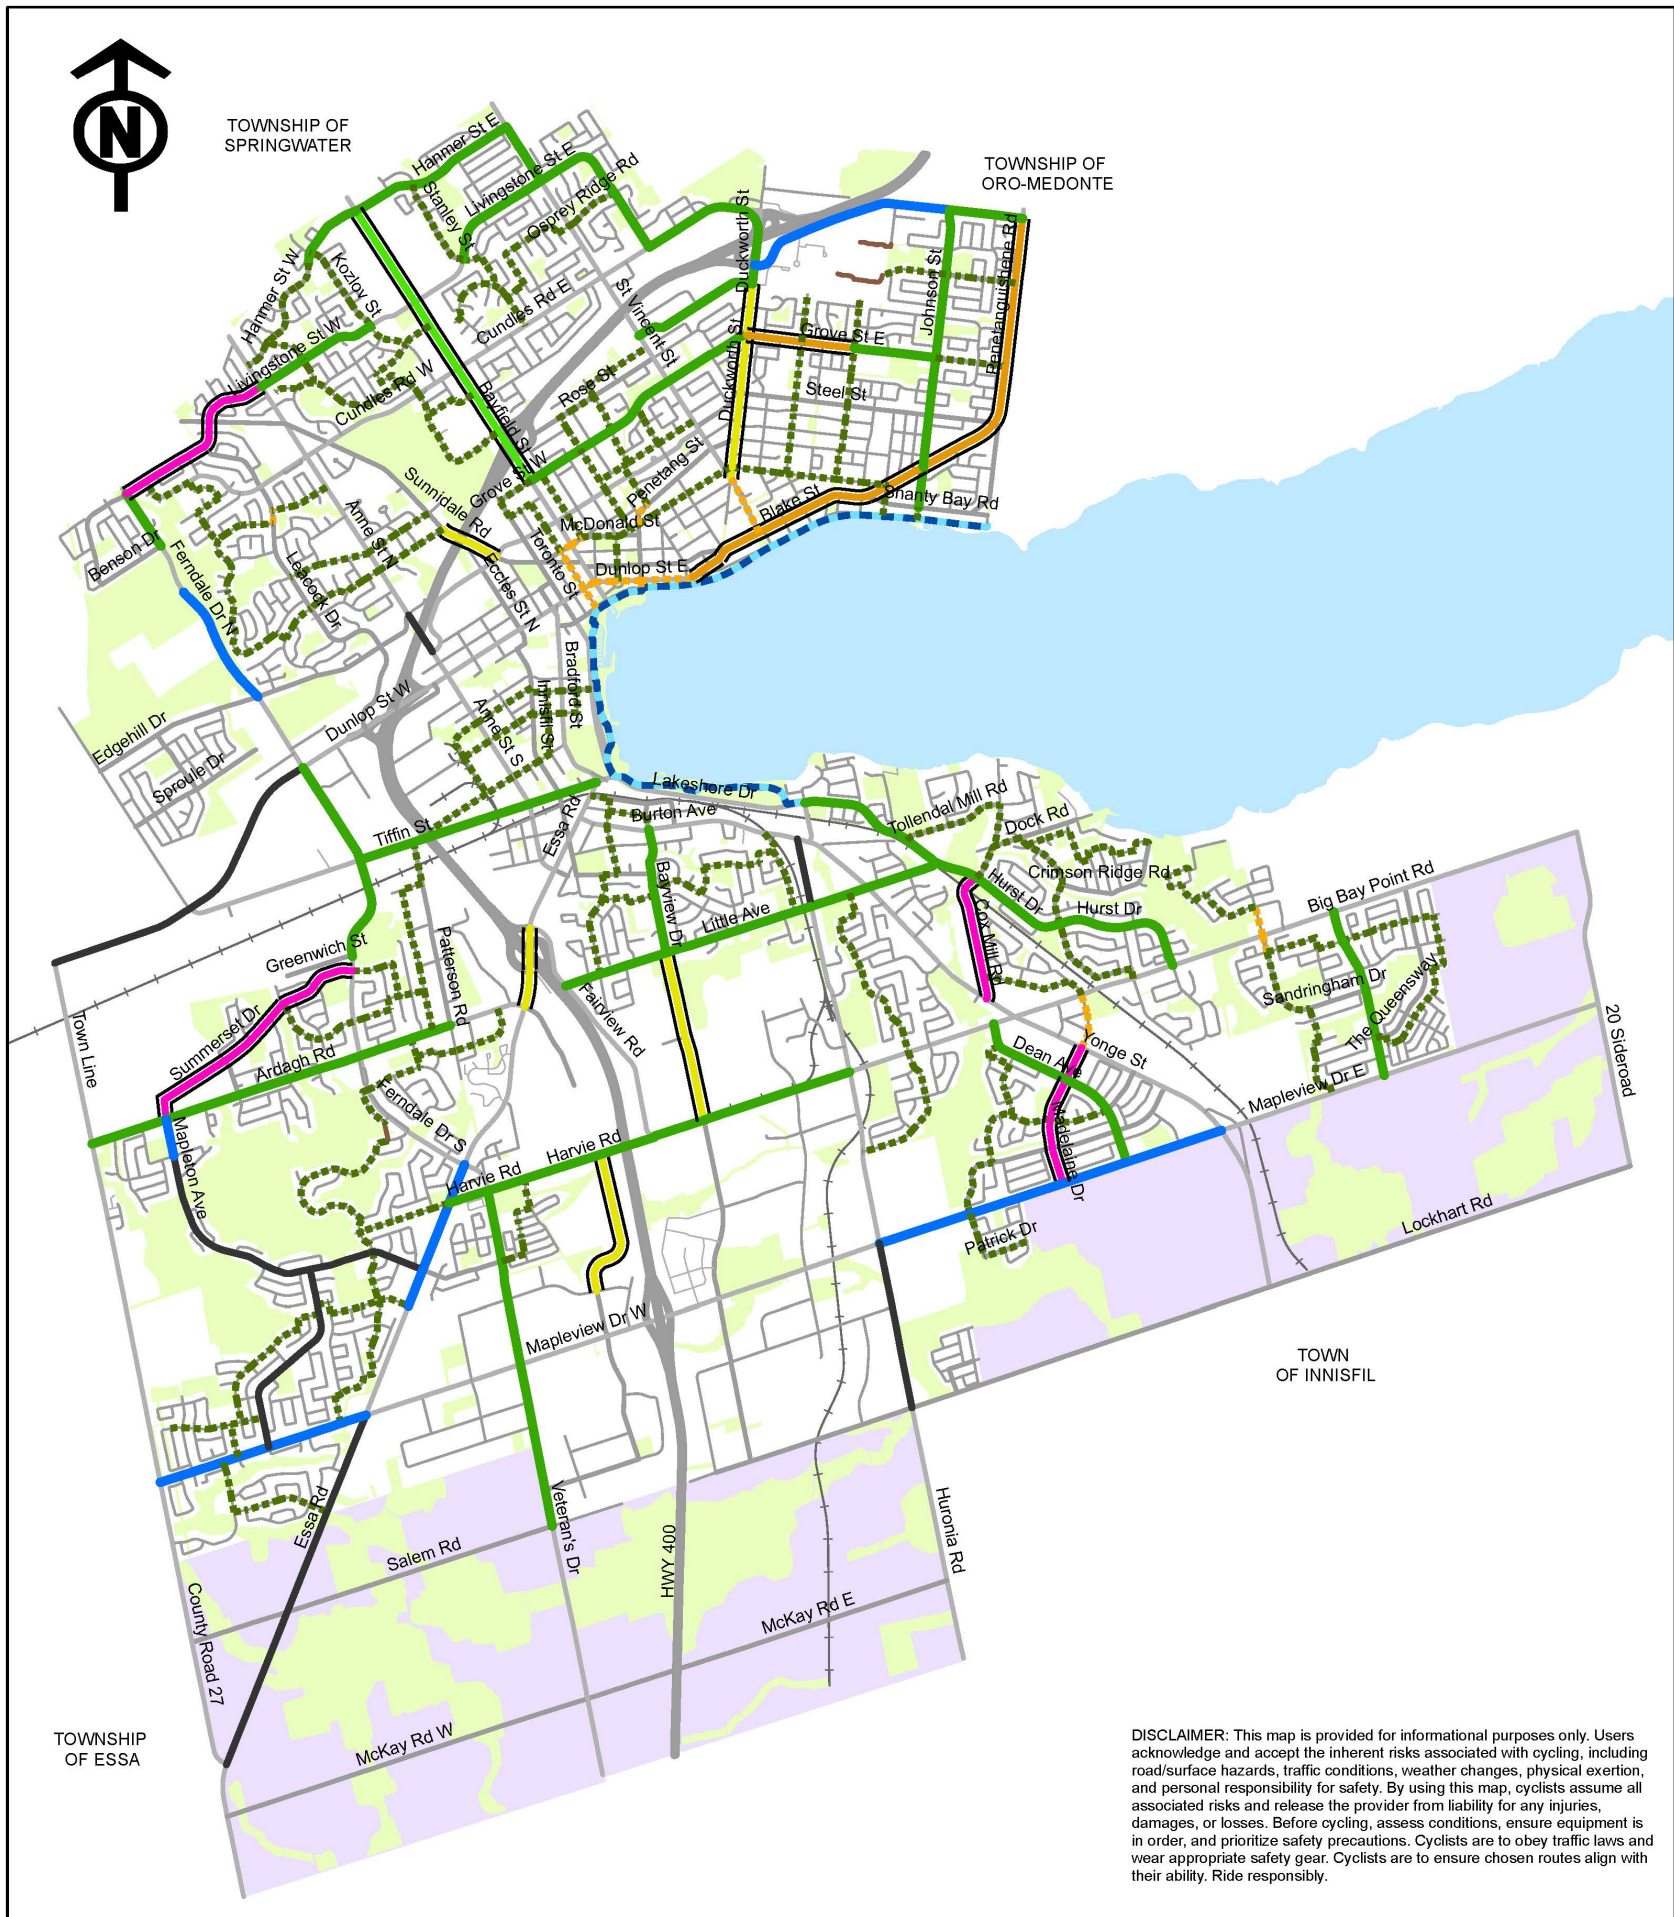 N
TOWNSHIP OF
SPRINGWATER
TOWNSHIP OF
ORO-MEDONTE
Hanmer St E
Livingstone St E
Stanley St
Osprey Ridge Rd
Duckworth St
Hanmer St W
Kozlov St
Cundles Rd E
St Vincent St
Johnson St
Penetanguishene Rd
Livingstone St W
Grove St E
Duckworth St
Cundles Rd W
Bayfield St
Rose St
Steel St
Sunnidale Rd
Grove St W
Penetang St
Blake St
Shanty Bay Rd
McDonald St
Anne St N
Toronto St
Benson Dr
Ferndale Dr N
Leacock Dr
Eccles St N
Dunlop St E
Bradford St
Innisfil St
Anne St S
Dunlop St W
Edgehill Dr
Sproule Dr
Lakeshore Dr
Burton Ave
Tollendal Mill Rd
Dock Rd
Tiffin St
Essa Rd
Crimson Ridge Rd
Big Bay Point Rd
Bayview Dr
Little Ave
Hurst Dr
Hurst Dr
Cox Mill Rd
Greenwich St
Patterson Rd
Sandringham Dr
The Queensway
Fairview Rd
Summerset Dr
Town Line
Ardagh Rd
Dean Ave
Yonge St
20 Sideroad
Mapleview Dr E
Ferndale Dr S
Madelaine Dr
Mapleton Ave
Harvie Rd
Harvie Rd
Patrick Dr
Lockhart Rd
Mapleview Dr W
TOWN
OF INNISFIL
Essa Rd
Veteran's Dr
Huronia Rd
Salem Rd
HWY 400
County Road 27
McKay Rd E
McKay Rd W
TOWNSHIP
OF ESSA
DISCLAIMER: This map is provided for informational purposes only. Users
acknowledge and accept the inherent risks associated with cycling, including
road/surface hazards, traffic conditions, weather changes, physical exertion,
and personal responsibility for safety. By using this map, cyclists assume all
associated risks and release the provider from liability for any injuries,
damages, or losses. Before cycling, assess conditions, ensure equipment is
in order, and prioritize safety precautions. Cyclists are to obey traffic laws and
wear appropriate safety gear. Cyclists are to ensure chosen routes align with
their ability. Ride responsibly.